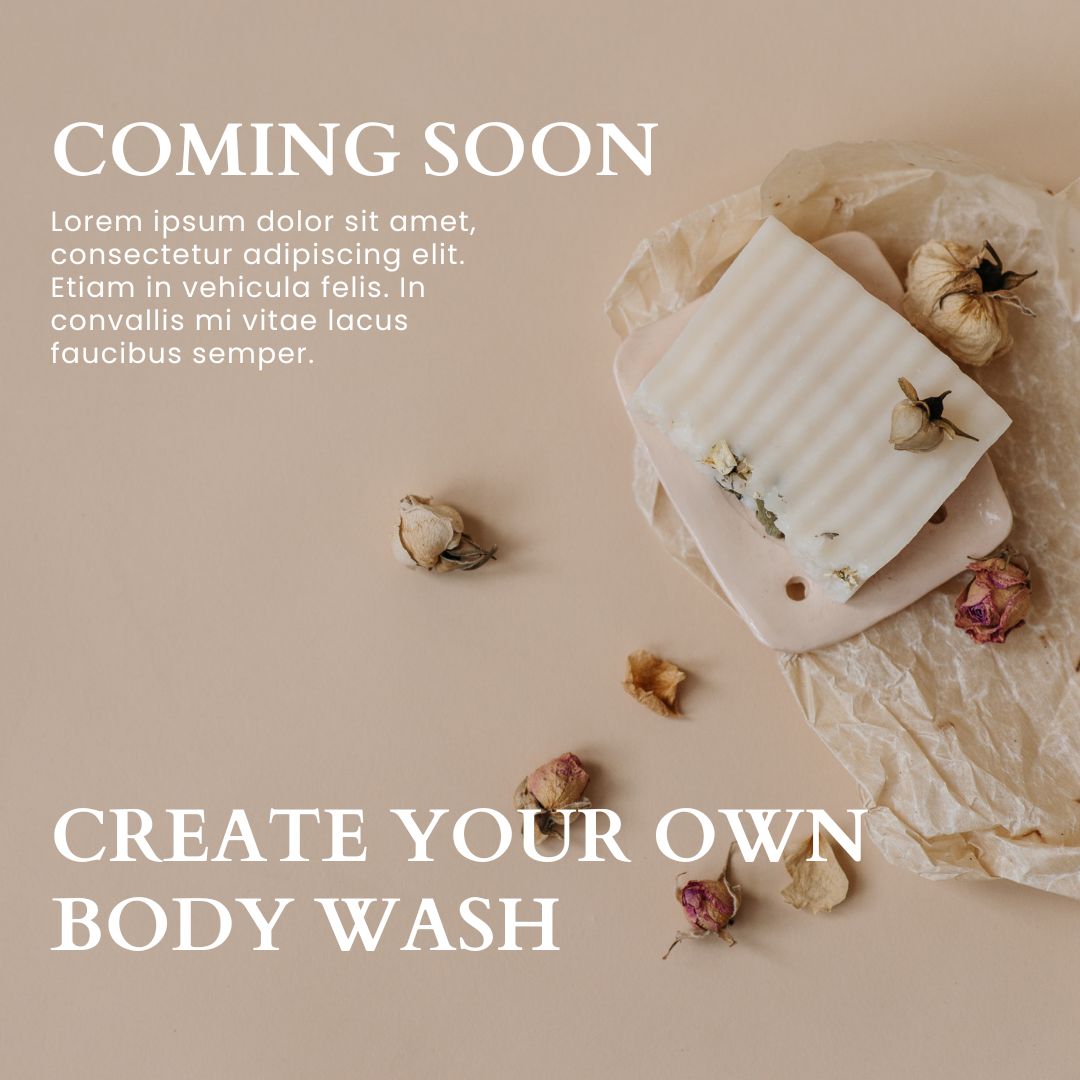 COMING SOON
Lorem ipsum dolor sit amet,
consectetur adipiscing elit.
Etiam in vehicula felis. In
convallis mi vitae lacus
faucibus semper.
CREATE YOUR OWN
BODY WASH